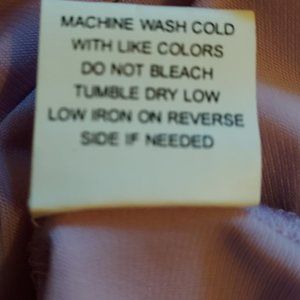 MACHINE WASH COLD
WITH LIKE COLORS
DO NOT BLEACH
TUMBLE DRY LOW
LOW IRON ON REVERSE
SIDE IF NEEDED